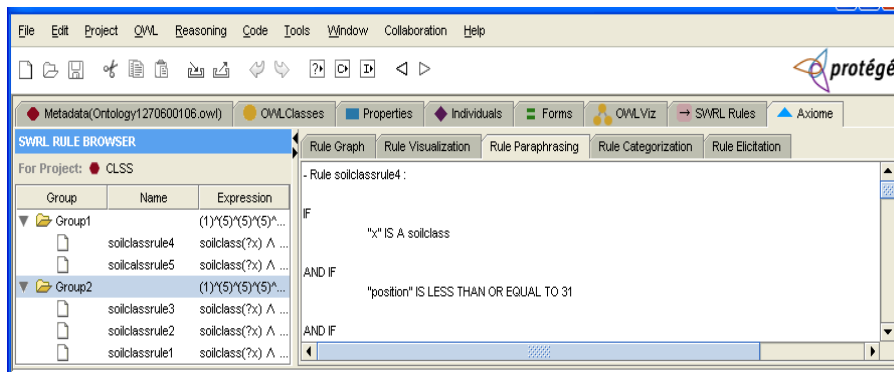 File Edit Project OWL Reasoning Code Tools Window Collaboration Help
protégé
Metadata(Ontology1270600106.owl) OWLClasses Properties Individuals Forms OWLViz SWRL Rules Axiome
SWRL RULE BROWSER
For Project: CLSS
Group Name Expression
Group1 (1)^(5)^(5)^(5)^...
soilclassrule4 soilclass(?x) ∧ ...
soilcalssrule5 soilclass(?x) ∧ ...
Group2 (1)^(5)^(5)^(5)^...
soilclassrule3 soilclass(?x) ∧ ...
soilclassrule2 soilclass(?x) ∧ ...
soilclassrule1 soilclass(?x) ∧ ...
Rule Graph Rule Visualization Rule Paraphrasing Rule Categorization Rule Elicitation
- Rule soilclassrule4 :
IF
"x" IS A soilclass
AND IF
"position" IS LESS THAN OR EQUAL TO 31
AND IF